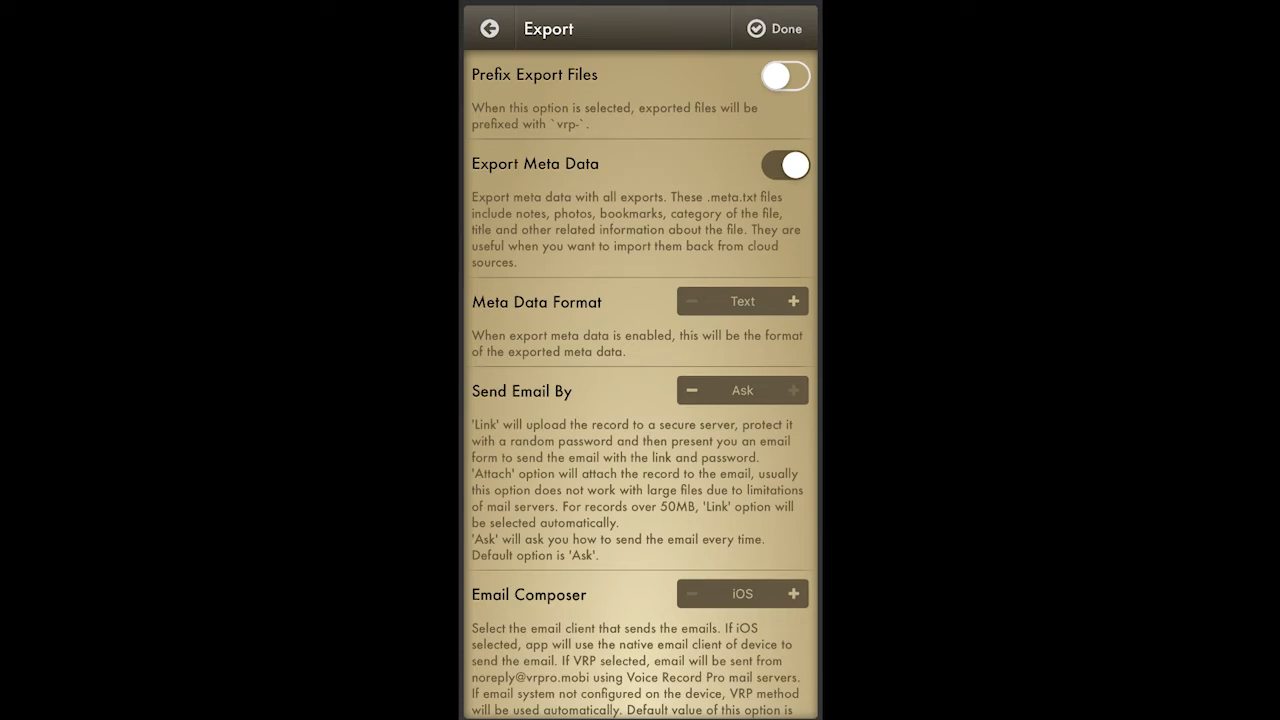 Export
Done
Prefix Export Files
When this option is selected, exported files will be
prefixed with `vrp-`.
Export Meta Data
Export meta data with all exports. These .meta.txt files
include notes, photos, bookmarks, category of the file,
title and other related information about the file. They are
useful when you want to import them back from cloud
sources.
Meta Data Format
Text
When export meta data is enabled, this will be the format
of the exported meta data.
Send Email By
Ask
'Link' will upload the record to a secure server, protect it
with a random password and then present you an email
form to send the email with the link and password.
'Attach' option will attach the record to the email, usually
this option does not work with large files due to limitations
of mail servers. For records over 50MB, 'Link' option will
be selected automatically.
'Ask' will ask you how to send the email every time.
Default option is 'Ask'.
Email Composer
iOS
Select the email client that sends the emails. If iOS
selected, app will use the native email client of device to
send the email. If VRP selected, email will be sent from
noreply@vrpro.mobi using Voice Record Pro mail servers.
If email system not configured on the device, VRP method
will be used automatically. Default value of this option is